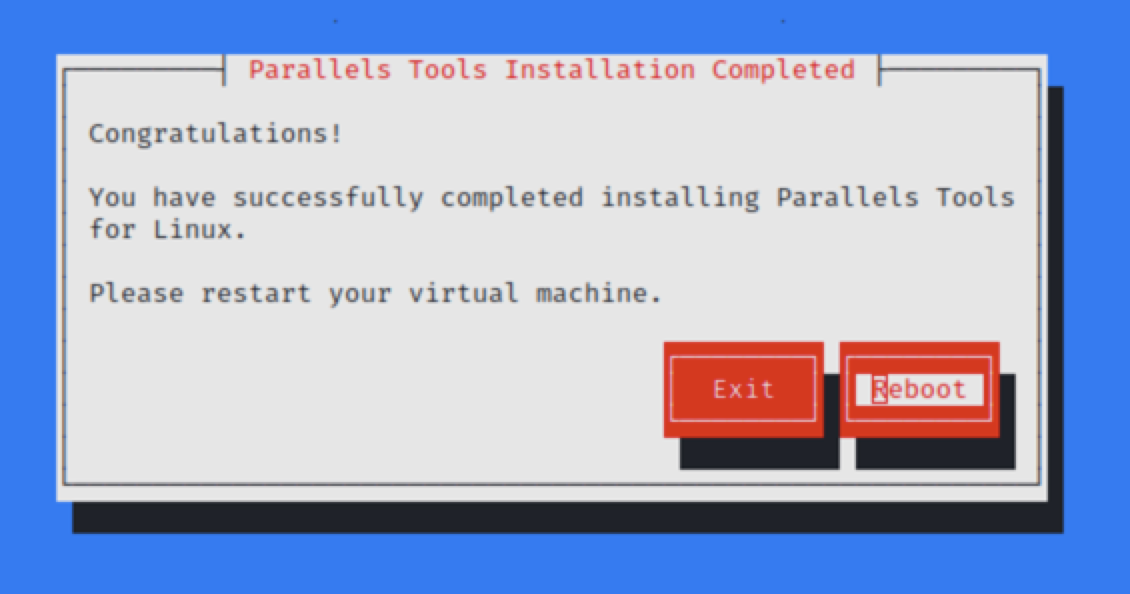 Parallels Tools Installation Completed
Congratulations!
You have successfully completed installing Parallels Tools
for Linux.
Please restart your virtual machine.
Exit Reboot